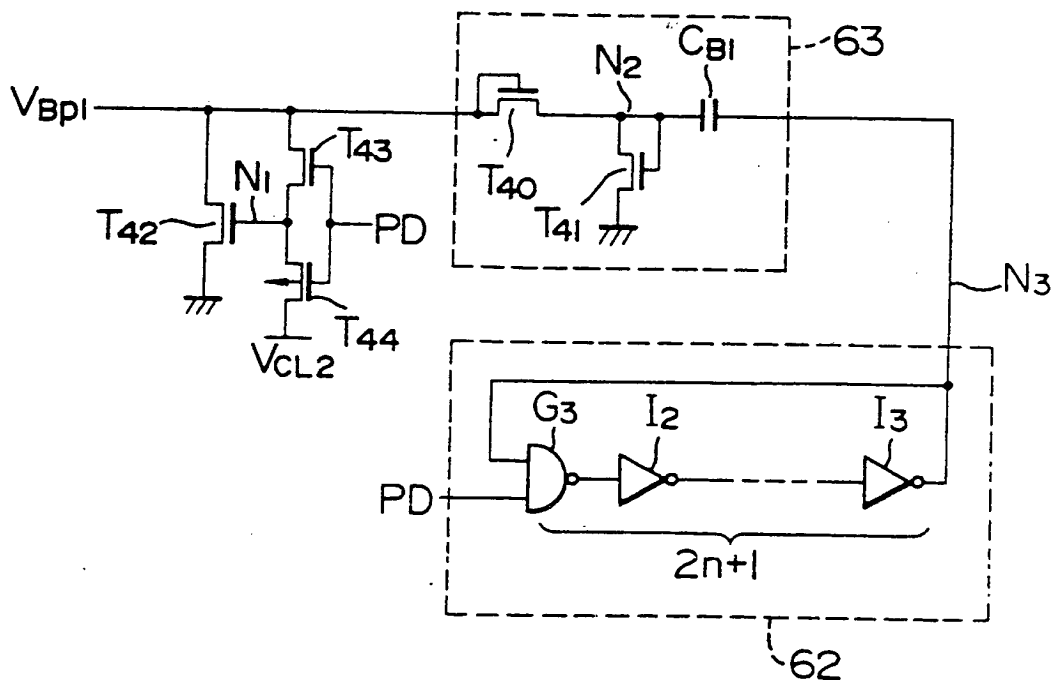 63
CB1
N2
VBp1
T43
T40
N1
T41
T42
PD
N3
T44
VCL2
G3
I2
I3
PD
2n+1
62